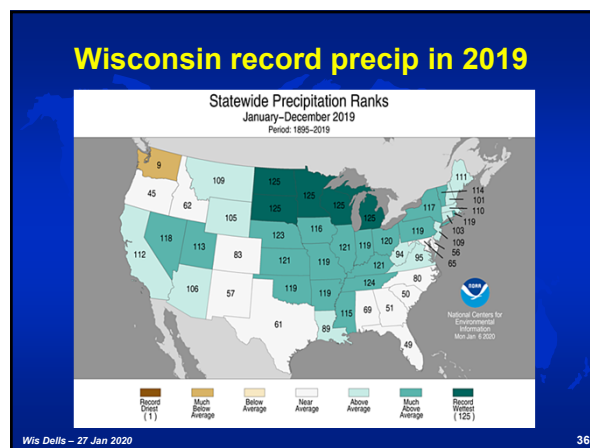 Wisconsin record precip in 2019
Statewide Precipitation Ranks
January–December 2019
Period: 1895–2019
9
109
125
125
125
111
45
62
105
125
125
117
114
101
110
119
118
113
123
116
121
119
120
119
103
109
56
65
112
83
121
119
121
94
95
106
57
119
119
124
80
61
89
115
69
51
50
49
NOAA
National Centers for
Environmental
Information
Mon Jan 6 2020
Record
Driest
( 1 )
Much
Below
Average
Below
Average
Near
Average
Above
Average
Much
Above
Average
Record
Wettest
( 125 )
Wis Dells – 27 Jan 2020
36